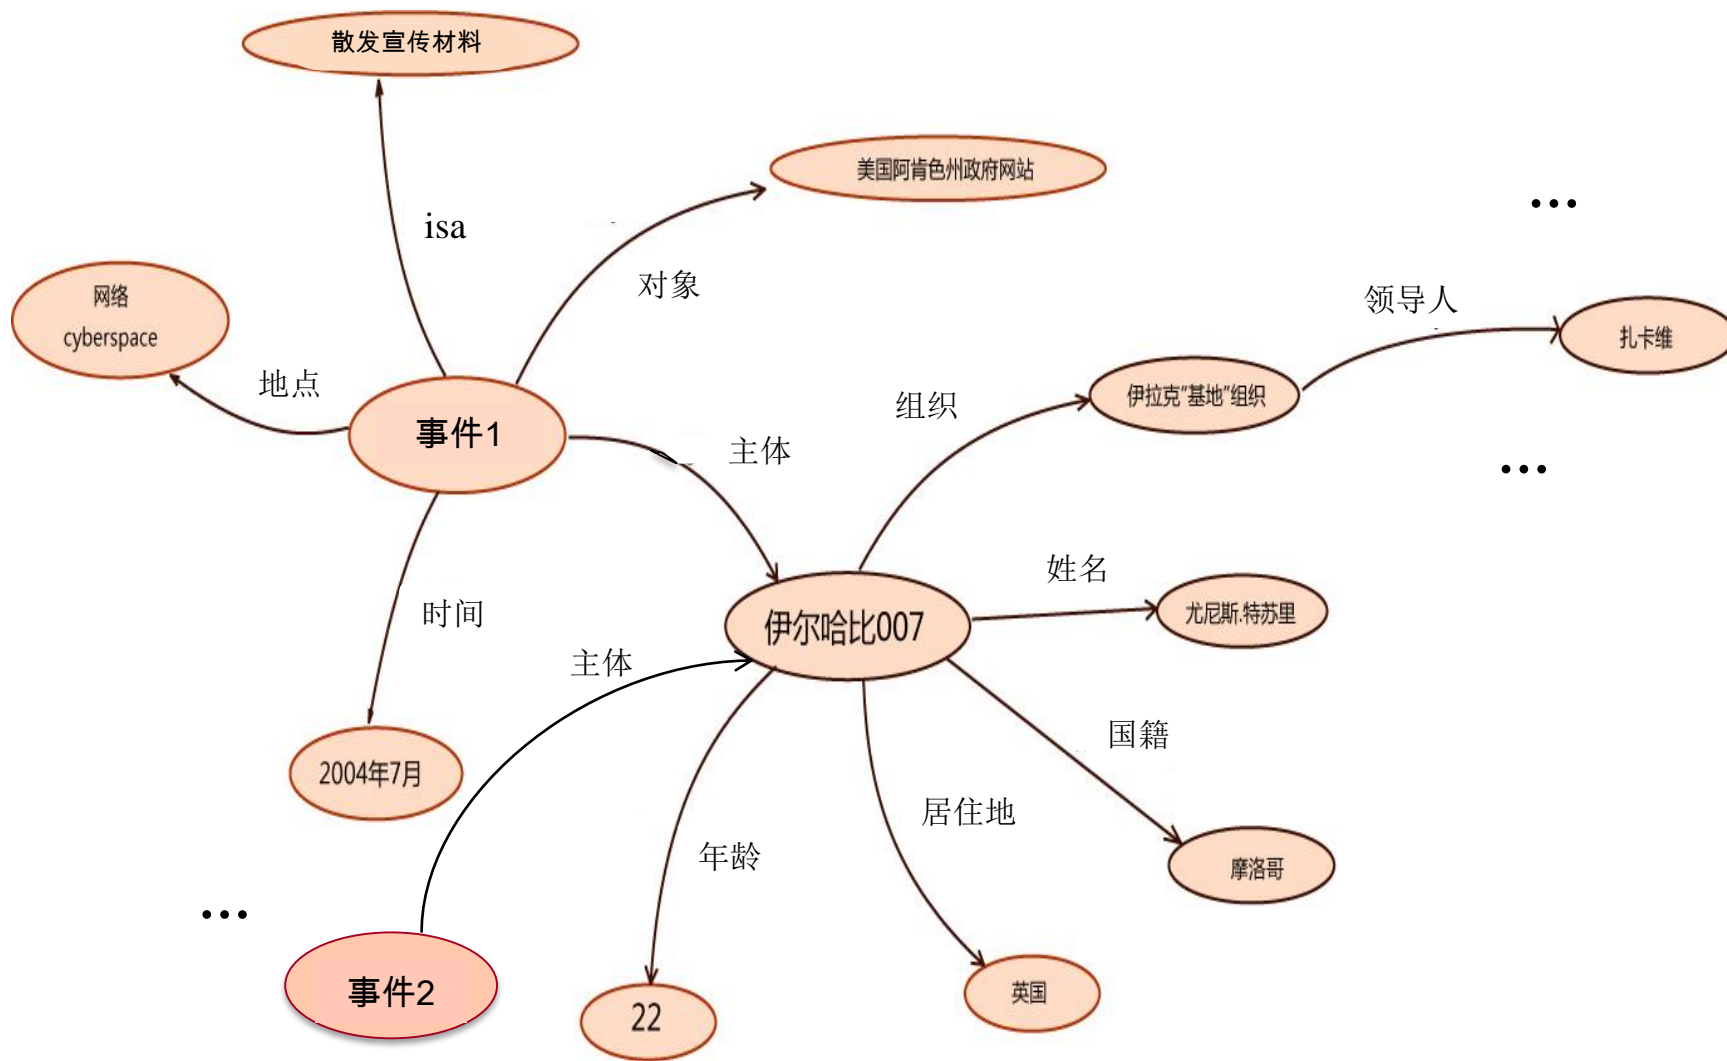 散发宣传材料
美国阿肯色州政府网站
...
isa
对象
网络
cyberspace
领导人
扎卡维
地点
组织
伊拉克“基地”组织
事件1
主体
...
姓名
时间
伊尔哈比007
尤尼斯.特苏里
主体
国籍
2004年7月
居住地
年龄
摩洛哥
...
事件2
22
英国